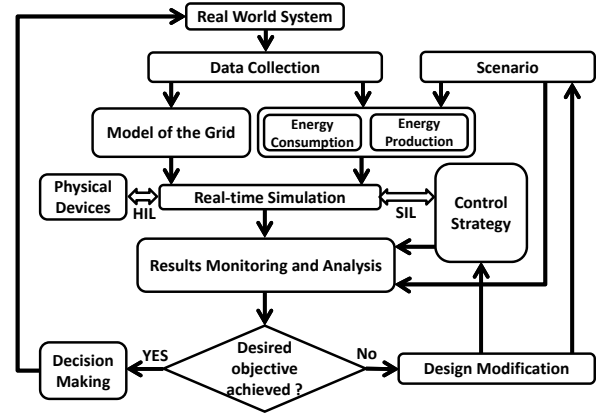 Real World System
Data Collection
Scenario
Model of the Grid
Energy
Consumption
Energy
Production
Physical
Devices
HIL
Real-time Simulation
SIL
Control
Strategy
Results Monitoring and Analysis
Desired
objective
achieved ?
YES
No
Decision
Making
Design Modification